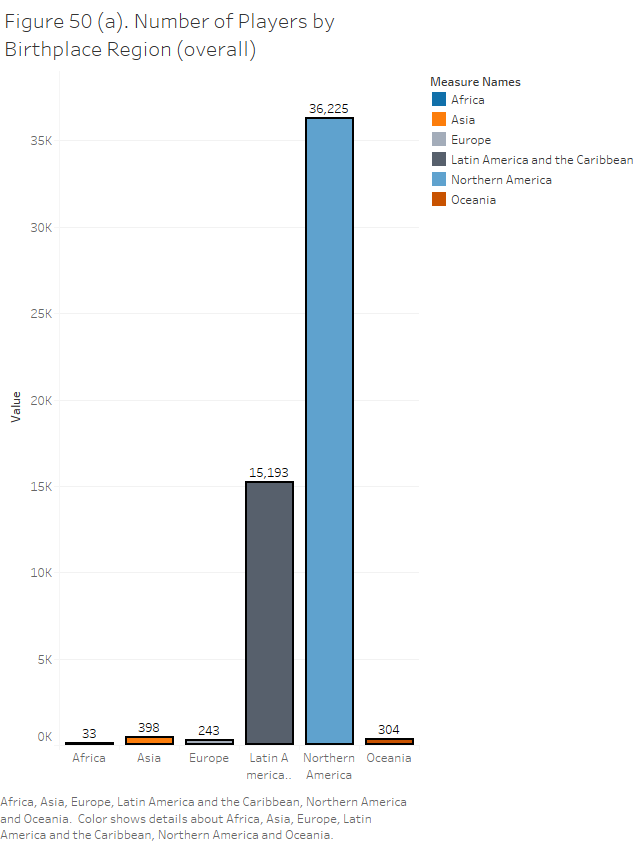 Figure 50 (a). Number of Players by
Birthplace Region (overall)
Measure Names
Africa
Asia
Europe
Latin America and the Caribbean
Northern America
Oceania
Value
35K
30K
25K
20K
15K
10K
5K
0K
33
398
243
15,193
36,225
304
Africa
Asia
Europe
Latin A
merica..
Northern
America
Oceania
Africa, Asia, Europe, Latin America and the Caribbean, Northern America
and Oceania.  Color shows details about Africa, Asia, Europe, Latin
America and the Caribbean, Northern America and Oceania.